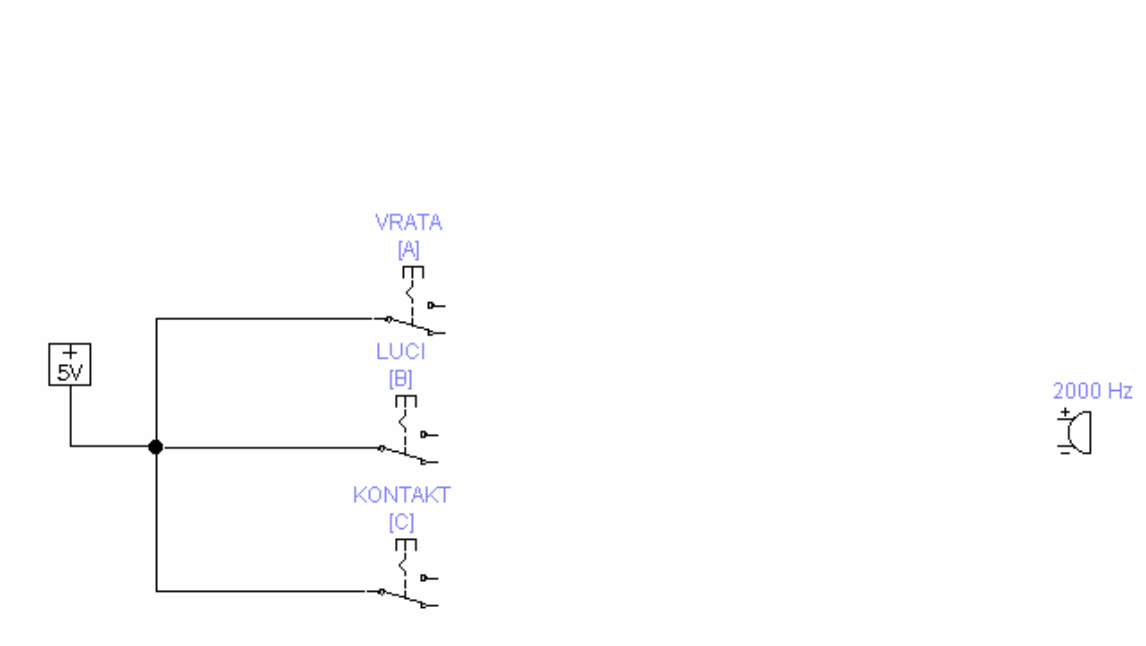 VRATA
[A]
+
5V
LUCI
[B]
2000 Hz
+
-
KONTAKT
[C]